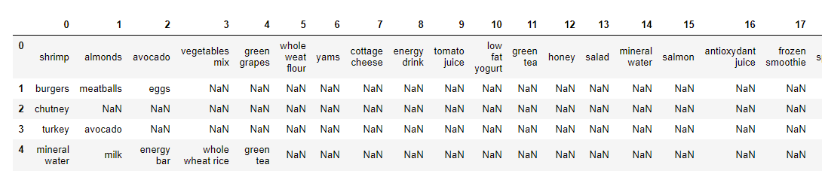 0 1 2 3 4 5 6 7 8 9 10 11 12 13 14 15 16 17
0 shrimp almonds avocado vegetables mix green grapes whole weat flour yams cottage cheese energy drink tomato juice low fat yogurt green tea honey salad mineral water salmon antioxydant juice frozen smoothie
1 burgers meatballs eggs NaN NaN NaN NaN NaN NaN NaN NaN NaN NaN NaN NaN NaN NaN NaN
2 chutney NaN NaN NaN NaN NaN NaN NaN NaN NaN NaN NaN NaN NaN NaN NaN NaN NaN
3 turkey avocado NaN NaN NaN NaN NaN NaN NaN NaN NaN NaN NaN NaN NaN NaN NaN NaN
4 mineral water milk energy bar whole wheat rice green tea NaN NaN NaN NaN NaN NaN NaN NaN NaN NaN NaN NaN NaN